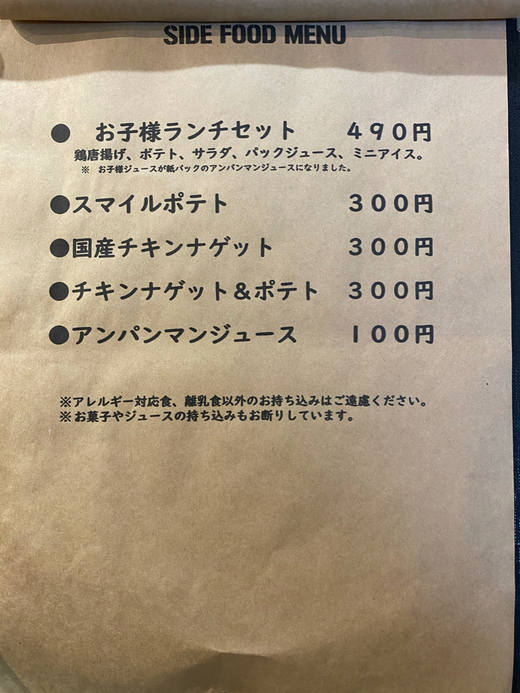 SIDE FOOD MENU
● お子様ランチセット ４９０円
鶏唐揚げ、ポテト、サラダ、パックジュース、ミニアイス。
※ お子様ジュースが紙パックのアンパンマンジュースになりました。
●スマイルポテト ３００円
●国産チキンナゲット ３００円
●チキンナゲット＆ポテト ３００円
●アンパンマンジュース １００円
※アレルギー対応食、離乳食以外のお持ち込みはご遠慮ください。
※お菓子やジュースの持ち込みもお断りしています。